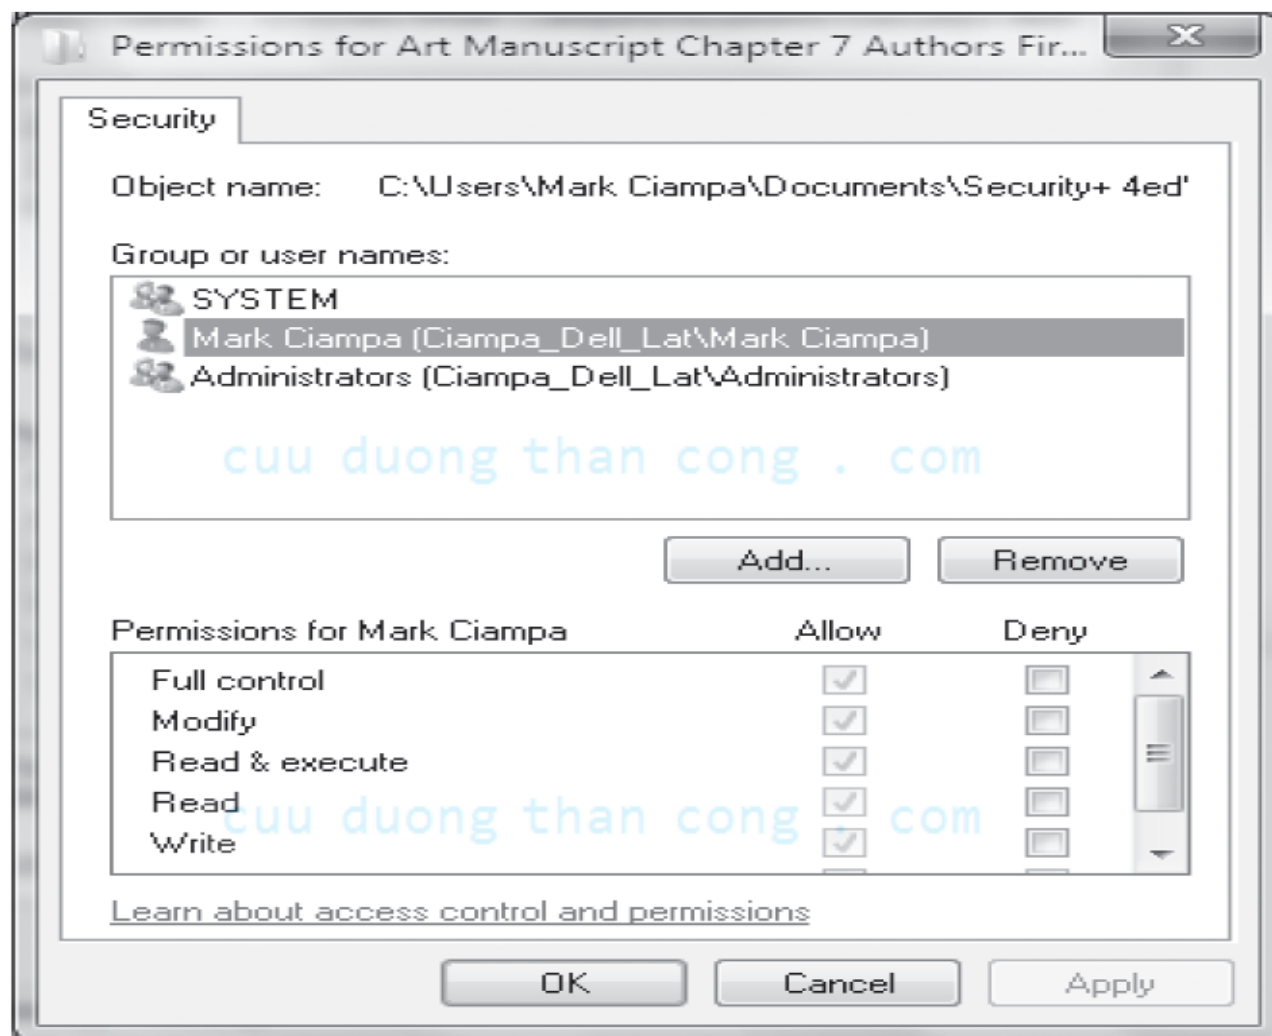 Permissions for Art Manuscript Chapter 7 Authors Fir...
Security
Object name: C:\Users\Mark Ciampa\Documents\Security+ 4ed'
Group or user names:
SYSTEM
Mark Ciampa (Ciampa_Dell_Lat\Mark Ciampa)
Administrators (Ciampa_Dell_Lat\Administrators)
cuu duong than cong . com
Add... Remove
Permissions for Mark Ciampa Allow Deny
Full control
Modify
Read & execute
Read
cuu duong than cong . com
Write
Learn about access control and permissions
OK Cancel Apply